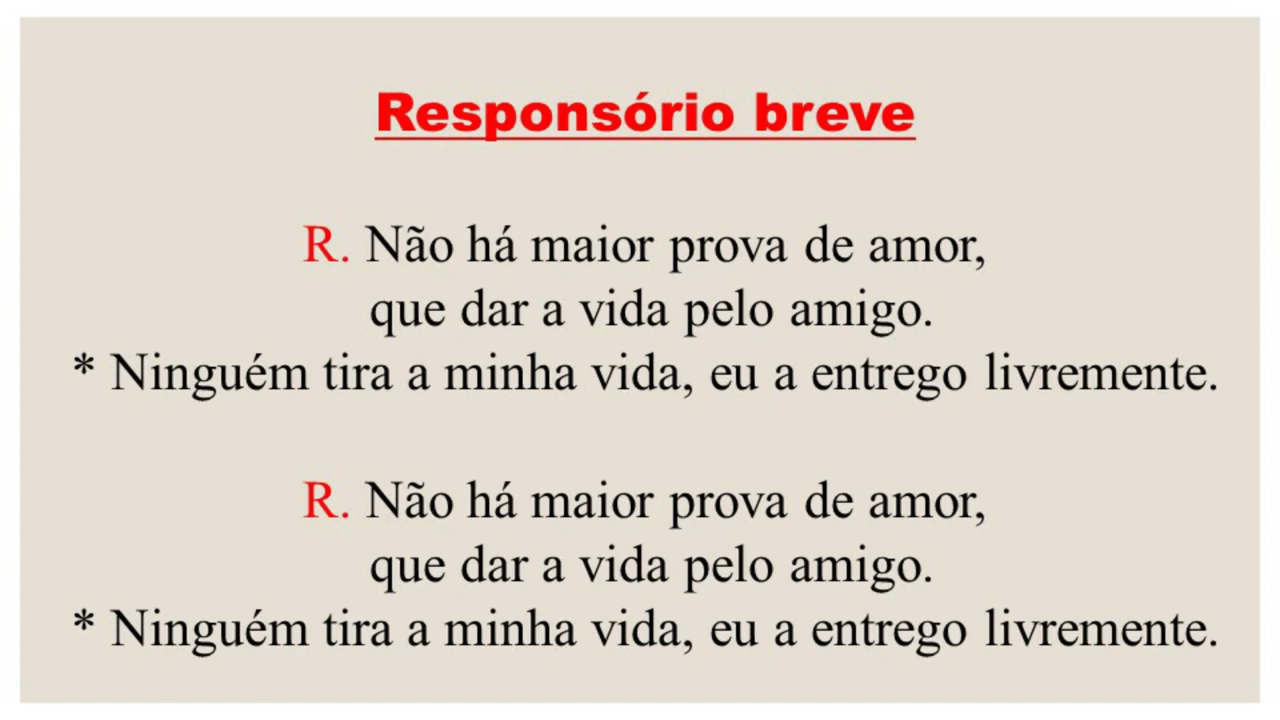 Responsório breve
R. Não há maior prova de amor,
que dar a vida pelo amigo.
* Ninguém tira a minha vida, eu a entrego livremente.
R. Não há maior prova de amor,
que dar a vida pelo amigo.
* Ninguém tira a minha vida, eu a entrego livremente.